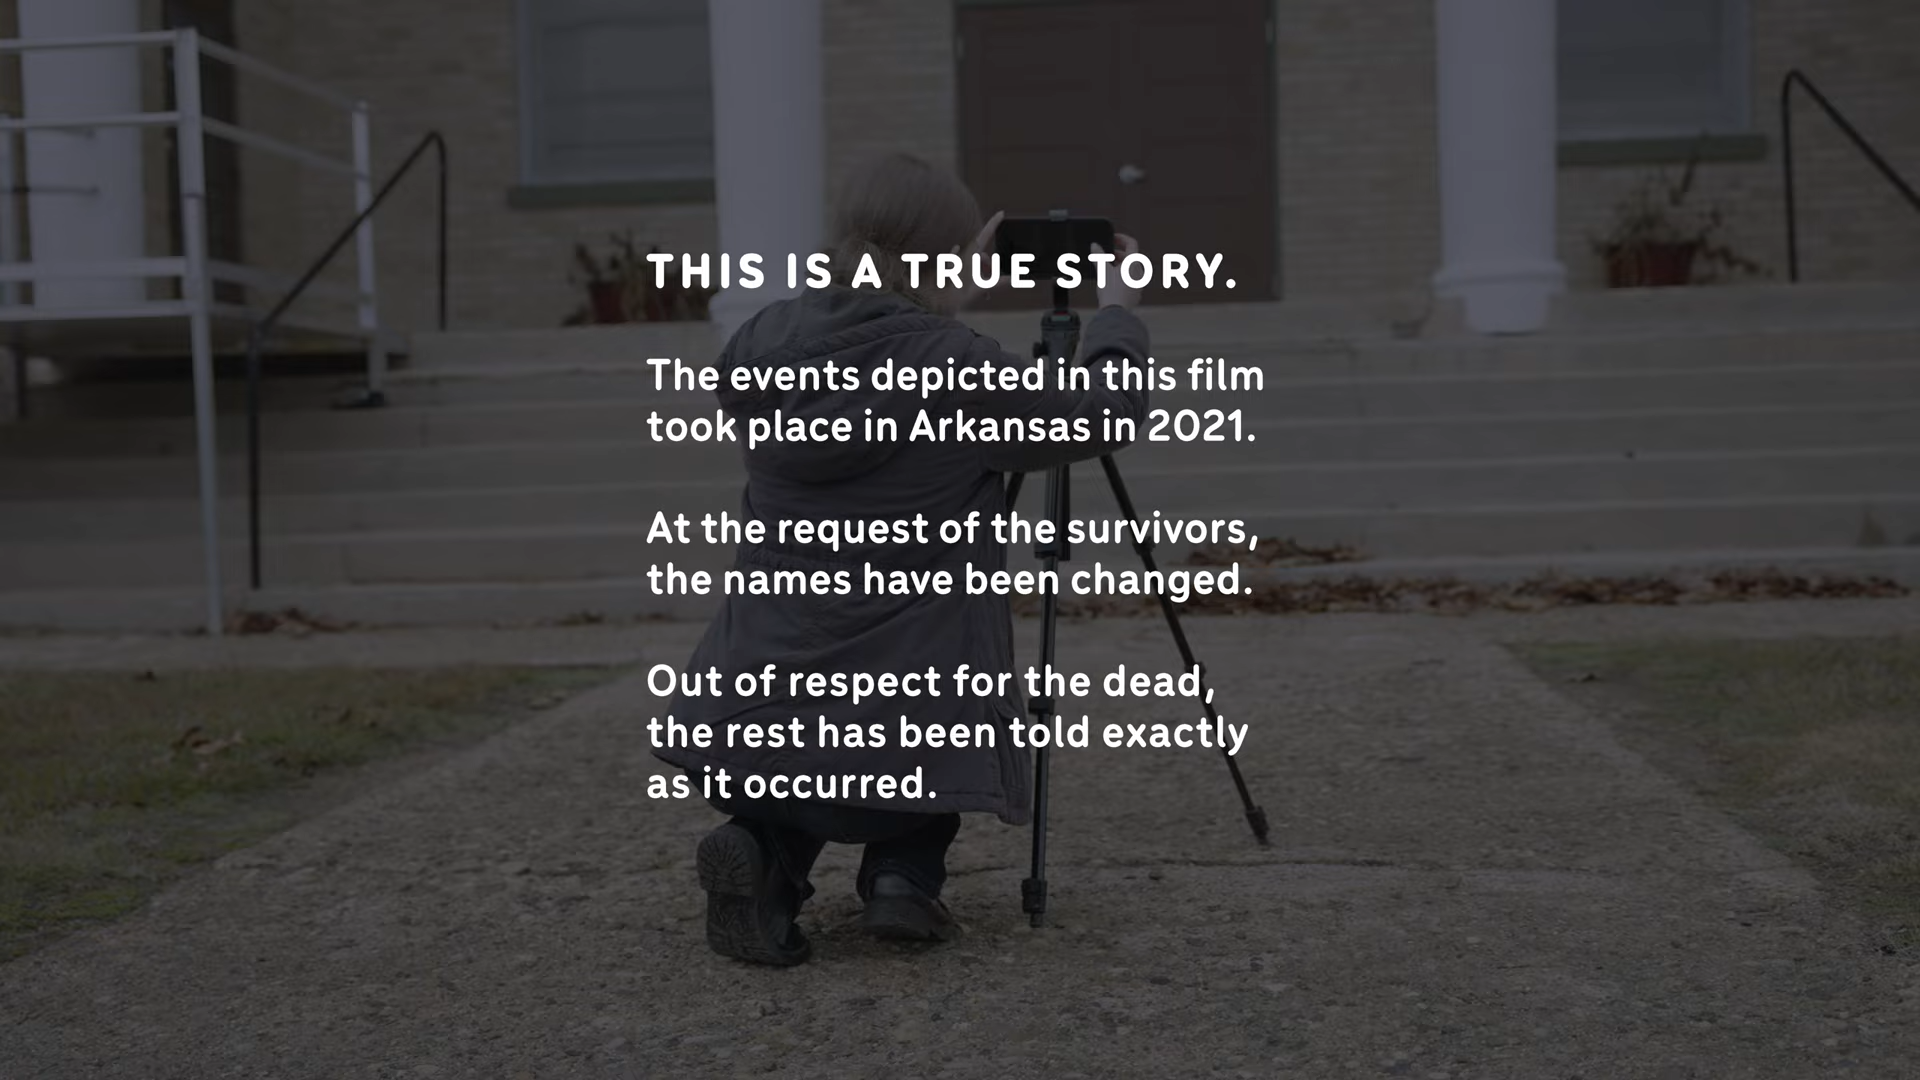 THIS IS A TRUE STORY.
The events depicted in this film
took place in Arkansas in 2021.
At the request of the survivors,
the names have been changed.
Out of respect for the dead,
the rest has been told exactly
as it occurred.